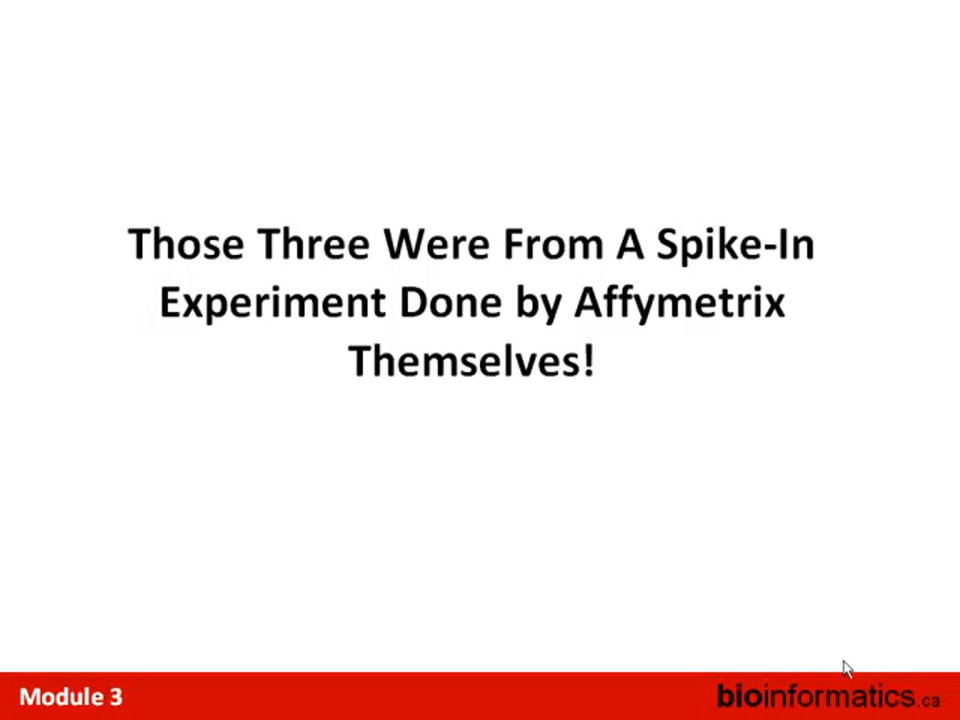 Those Three Were From A Spike-In
Experiment Done by Affymetrix
Themselves!
Module 3
bioinformatics.ca